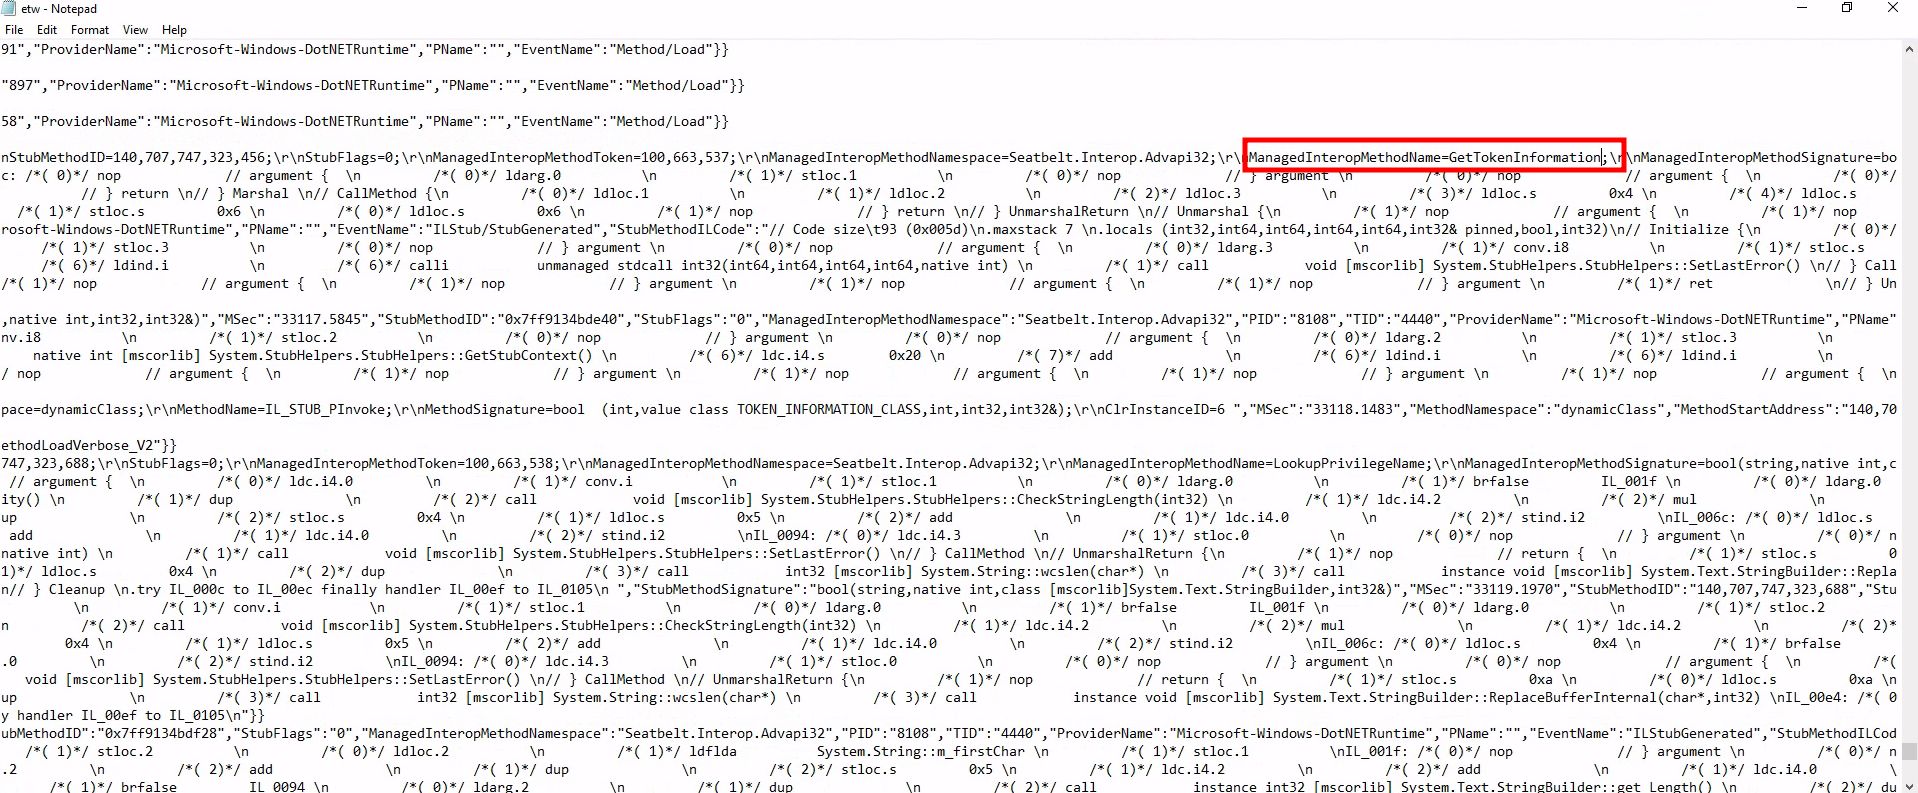 etw - Notepad
File Edit Format View Help
91","ProviderName":"Microsoft-Windows-DotNETRuntime","PName":"","EventName":"Method/Load"}}
"897","ProviderName":"Microsoft-Windows-DotNETRuntime","PName":"","EventName":"Method/Load"}}
58","ProviderName":"Microsoft-Windows-DotNETRuntime","PName":"","EventName":"Method/Load"}}
nStubMethodID=140,707,747,323,456;\r\nStubFlags=0;\r\nManagedInteropMethodToken=100,663,537;\r\nManagedInteropMethodNamespace=Seatbelt.Interop.Advapi32;\r\nManagedInteropMethodName=GetTokenInformation;\r\nManagedInteropMethodSignature=bo
c: /*( 0)*/ nop // argument { \n /*( 0)*/ ldarg.0 \n /*( 1)*/ stloc.1 \n /*( 0)*/ nop // } argument \n /*( 0)*/ nop // argument { \n /*( 0)*/
// } return \n// } Marshal \n// CallMethod {\n /*( 0)*/ ldloc.1 \n /*( 1)*/ ldloc.2 \n /*( 2)*/ ldloc.3 \n /*( 3)*/ ldloc.s 0x4 \n /*( 4)*/ ldloc.s
/*( 1)*/ stloc.s 0x6 \n /*( 0)*/ ldloc.s 0x6 \n /*( 1)*/ nop // } return \n// } UnmarshalReturn \n// Unmarshal {\n /*( 1)*/ nop // argument { \n /*( 1)*/ nop
rosoft-Windows-DotNETRuntime","PName":"","EventName":"ILStub/StubGenerated","StubMethodILCode":"// Code size\t93 (0x005d)\n.maxstack 7 \n.locals (int32,int64,int64,int64,int64,int32& pinned,bool,int32)\n// Initialize {\n /*( 0)*/
/*( 1)*/ stloc.3 \n /*( 0)*/ nop // } argument \n /*( 0)*/ nop // argument { \n /*( 0)*/ ldarg.3 \n /*( 1)*/ conv.i8 \n /*( 1)*/ stloc.s
/*( 6)*/ ldind.i \n /*( 6)*/ calli unmanaged stdcall int32(int64,int64,int64,int64,native int) \n /*( 1)*/ call void [mscorlib] System.StubHelpers.StubHelpers::SetLastError() \n// } Call
/*( 1)*/ nop // argument { \n /*( 1)*/ nop // } argument \n /*( 1)*/ nop // argument { \n /*( 1)*/ nop // } argument \n /*( 1)*/ ret \n// } Un
,native int,int32,int32&)","MSec":"33117.5845","StubMethodID":"0x7ff9134bde40","StubFlags":"0","ManagedInteropMethodNamespace":"Seatbelt.Interop.Advapi32","PID":"8108","TID":"4440","ProviderName":"Microsoft-Windows-DotNETRuntime","PName"
nv.i8 \n /*( 1)*/ stloc.2 \n /*( 0)*/ nop // } argument \n /*( 0)*/ nop // argument { \n /*( 0)*/ ldarg.2 \n /*( 1)*/ stloc.3 \n
native int [mscorlib] System.StubHelpers.StubHelpers::GetStubContext() \n /*( 6)*/ ldc.i4.s 0x20 \n /*( 7)*/ add \n /*( 6)*/ ldind.i \n /*( 6)*/ ldind.i \n
/ nop // argument { \n /*( 1)*/ nop // } argument \n /*( 1)*/ nop // argument { \n /*( 1)*/ nop // } argument \n /*( 1)*/ nop // argument { \n
pace=dynamicClass;\r\nMethodName=IL_STUB_PInvoke;\r\nMethodSignature=bool (int,value class TOKEN_INFORMATION_CLASS,int,int32,int32&);\r\nClrInstanceID=6 ","MSec":"33118.1483","MethodNamespace":"dynamicClass","MethodStartAddress":"140,70
ethodLoadVerbose_V2"}}
747,323,688;\r\nStubFlags=0;\r\nManagedInteropMethodToken=100,663,538;\r\nManagedInteropMethodNamespace=Seatbelt.Interop.Advapi32;\r\nManagedInteropMethodName=LookupPrivilegeName;\r\nManagedInteropMethodSignature=bool(string,native int,c
// argument { \n /*( 0)*/ ldc.i4.0 \n /*( 1)*/ conv.i \n /*( 1)*/ stloc.1 \n /*( 0)*/ ldarg.0 \n /*( 1)*/ brfalse IL_001f \n /*( 0)*/ ldarg.0
ity() \n /*( 1)*/ dup \n /*( 2)*/ call void [mscorlib] System.StubHelpers.StubHelpers::CheckStringLength(int32) \n /*( 1)*/ ldc.i4.2 \n /*( 2)*/ mul \n
up \n /*( 2)*/ stloc.s 0x4 \n /*( 1)*/ ldloc.s 0x5 \n /*( 2)*/ add \n /*( 1)*/ ldc.i4.0 \n /*( 2)*/ stind.i2 \nIL_006c: /*( 0)*/ ldloc.s
add \n /*( 1)*/ ldc.i4.0 \n /*( 2)*/ stind.i2 \nIL_0094: /*( 0)*/ ldc.i4.3 \n /*( 1)*/ stloc.0 \n /*( 0)*/ nop // } argument \n /*( 0)*/ n
native int) \n /*( 1)*/ call void [mscorlib] System.StubHelpers.StubHelpers::SetLastError() \n// } CallMethod \n// UnmarshalReturn {\n /*( 1)*/ nop // return { \n /*( 1)*/ stloc.s 0
1)*/ ldloc.s 0x4 \n /*( 2)*/ dup \n /*( 3)*/ call int32 [mscorlib] System.String::wcslen(char*) \n /*( 3)*/ call instance void [mscorlib] System.Text.StringBuilder::Repla
n// } Cleanup \n.try IL_000c to IL_00ec finally handler IL_00ef to IL_0105\n ","StubMethodSignature":"bool(string,native int,class [mscorlib]System.Text.StringBuilder,int32&)","MSec":"33119.1970","StubMethodID":"140,707,747,323,688","Stu
\n /*( 1)*/ conv.i \n /*( 1)*/ stloc.1 \n /*( 0)*/ ldarg.0 \n /*( 1)*/ brfalse IL_001f \n /*( 0)*/ ldarg.0 \n /*( 1)*/ stloc.2
n /*( 2)*/ call void [mscorlib] System.StubHelpers.StubHelpers::CheckStringLength(int32) \n /*( 1)*/ ldc.i4.2 \n /*( 2)*/ mul \n /*( 1)*/ ldc.i4.2 \n /*( 2)*
0x4 \n /*( 1)*/ ldloc.s 0x5 \n /*( 2)*/ add \n /*( 1)*/ ldc.i4.0 \n /*( 2)*/ stind.i2 \nIL_006c: /*( 0)*/ ldloc.s 0x4 \n /*( 1)*/ brfalse
.0 \n /*( 2)*/ stind.i2 \nIL_0094: /*( 0)*/ ldc.i4.3 \n /*( 1)*/ stloc.0 \n /*( 0)*/ nop // } argument \n /*( 0)*/ nop // argument { \n /*(
void [mscorlib] System.StubHelpers.StubHelpers::SetLastError() \n// } CallMethod \n// UnmarshalReturn {\n /*( 1)*/ nop // return { \n /*( 1)*/ stloc.s 0xa \n /*( 0)*/ ldloc.s 0xa \n
up \n /*( 3)*/ call int32 [mscorlib] System.String::wcslen(char*) \n /*( 3)*/ call instance void [mscorlib] System.Text.StringBuilder::ReplaceBufferInternal(char*,int32) \nIL_00e4: /*( 0
y handler IL_00ef to IL_0105\n"}}
ubMethodID":"0x7ff9134bdf28","StubFlags":"0","ManagedInteropMethodNamespace":"Seatbelt.Interop.Advapi32","PID":"8108","TID":"4440","ProviderName":"Microsoft-Windows-DotNETRuntime","PName":"","EventName":"ILStubGenerated","StubMethodILCod
/*( 1)*/ stloc.2 \n /*( 0)*/ ldloc.2 \n /*( 1)*/ ldflda System.String::m_firstChar \n /*( 1)*/ stloc.1 \nIL_001f: /*( 0)*/ nop // } argument \n /*( 0)*/ n
.2 \n /*( 2)*/ add \n /*( 1)*/ dup \n /*( 2)*/ stloc.s 0x5 \n /*( 1)*/ ldc.i4.2 \n /*( 2)*/ add \n /*( 1)*/ ldc.i4.0 \
/*( 1)*/ brfalse IL_0094 \n /*( 0)*/ ldarg.2 \n /*( 1)*/ dup \n /*( 2)*/ call instance int32 [mscorlib] System.Text.StringBuilder::get_Length() \n /*( 2)*/ du